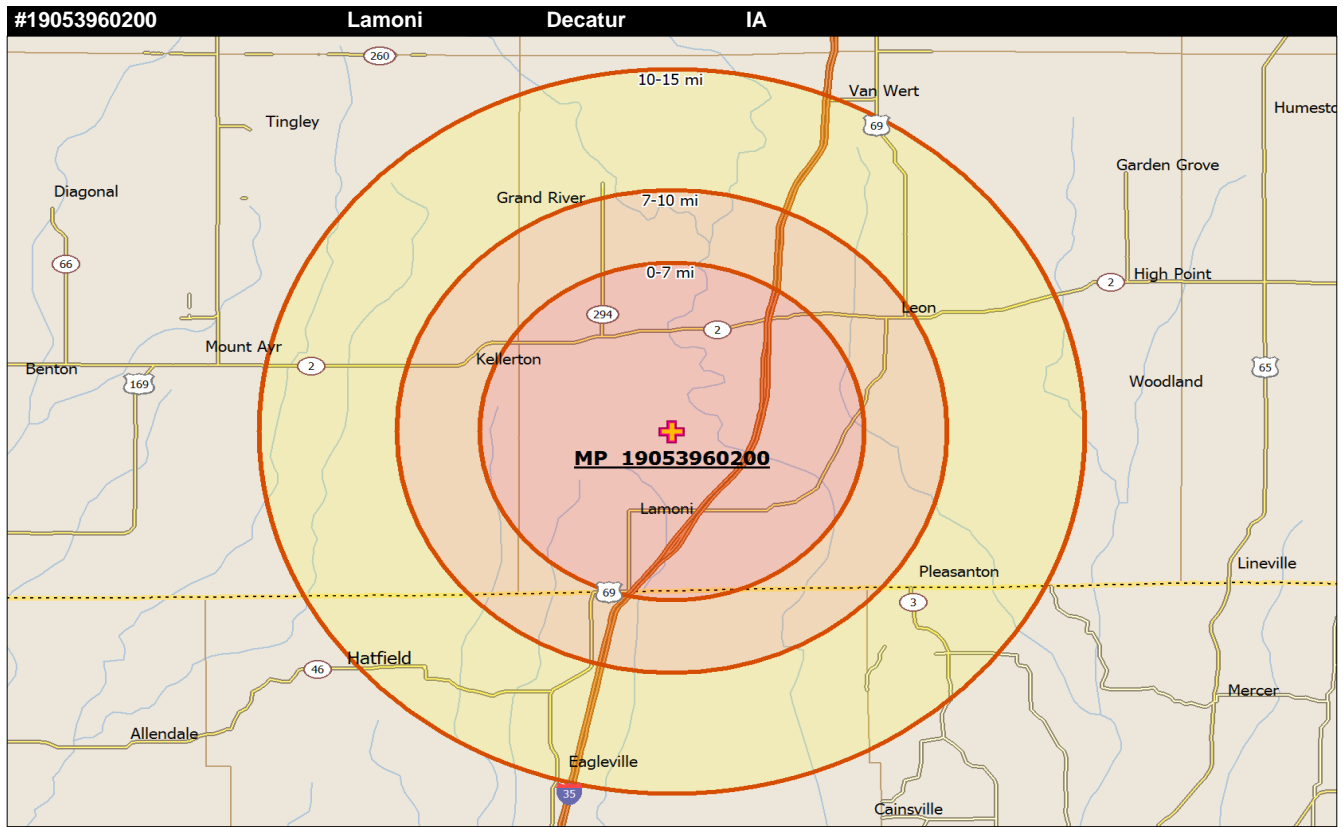 #19053960200 Lamoni Decatur IA
260
10-15 mi
Van Wert
Humesto
Tingley
69
Garden Grove
Diagonal
Grand River
7-10 mi
66
0-7 mi
High Point
2
294
Leon
2
Mount Ayr
Kellerton
2
Benton
169
65
Woodland
MP 19053960200
Lamoni
Lineville
Pleasanton
69
3
Hatfield
46
Mercer
Allendale
Eagleville
35
Cainsville